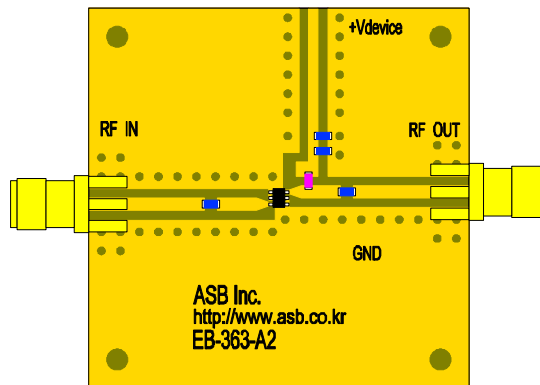 +Vdevice
RF IN
RF OUT
GND
ASB Inc.
http://www.asb.co.kr
EB-363-A2